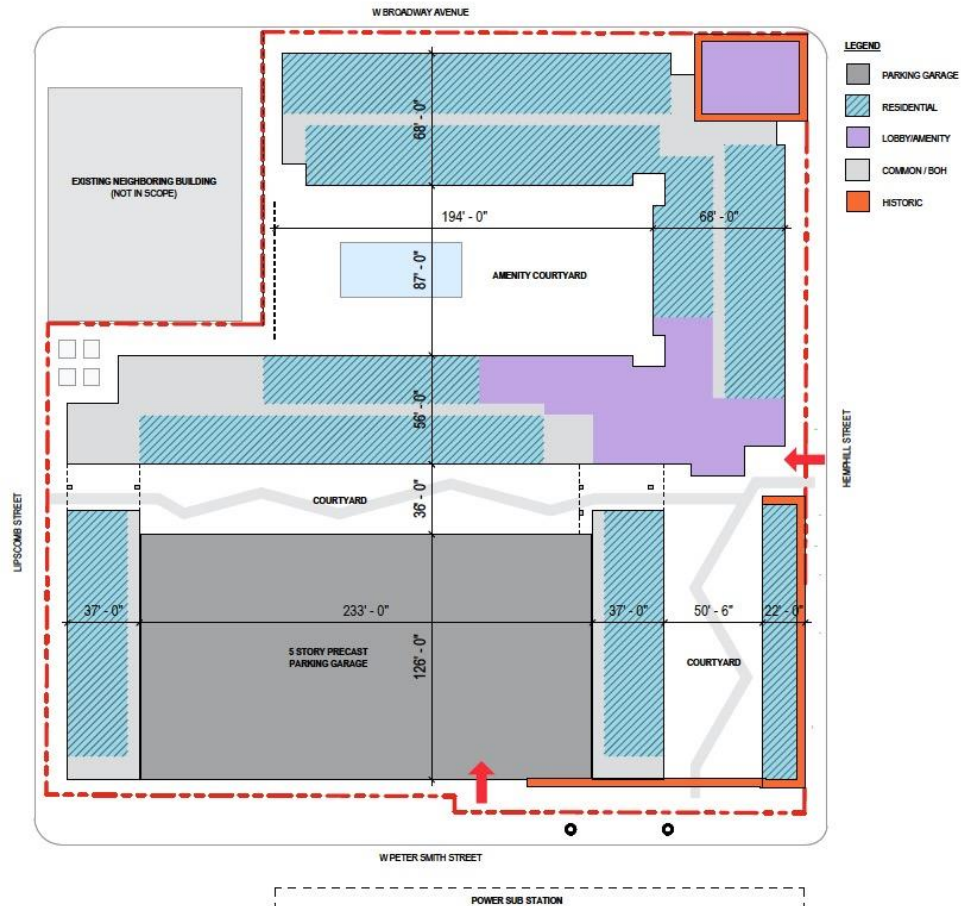 W BROADWAY AVENUE
LEGEND
PARKING GARAGE
RESIDENTIAL
LOBBY/AMENITY
COMMON / BOH
HISTORIC
68' - 0"
EXISTING NEIGHBORING BUILDING
(NOT IN SCOPE)
194' - 0"
68' - 0"
87' - 0"
AMENITY COURTYARD
56' - 0"
HEMPHILL STREET
COURTYARD
36' - 0"
LIPSCOMB STREET
37' - 0"
233' - 0"
37' - 0"
50' - 6"
22' - 0"
5 STORY PRECAST
PARKING GARAGE
126' - 0"
COURTYARD
W PETER SMITH STREET
POWER SUB STATION